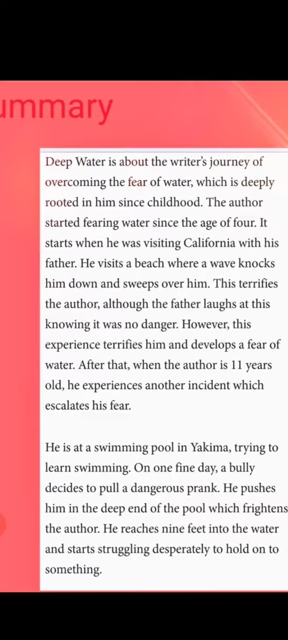 ummary
Deep Water is about the writer's journey of
overcoming the fear of water, which is deeply
rooted in him since childhood. The author
started fearing water since the age of four. It
starts when he was visiting California with his
father. He visits a beach where a wave knocks
him down and sweeps over him. This terrifies
the author, although the father laughs at this
knowing it was no danger. However, this
experience terrifies him and develops a fear of
water. After that, when the author is 11 years
old, he experiences another incident which
escalates his fear.
He is at a swimming pool in Yakima, trying to
learn swimming. On one fine day, a bully
decides to pull a dangerous prank. He pushes
him in the deep end of the pool which frightens
the author. He reaches nine feet into the water
and starts struggling desperately to hold on to
something.